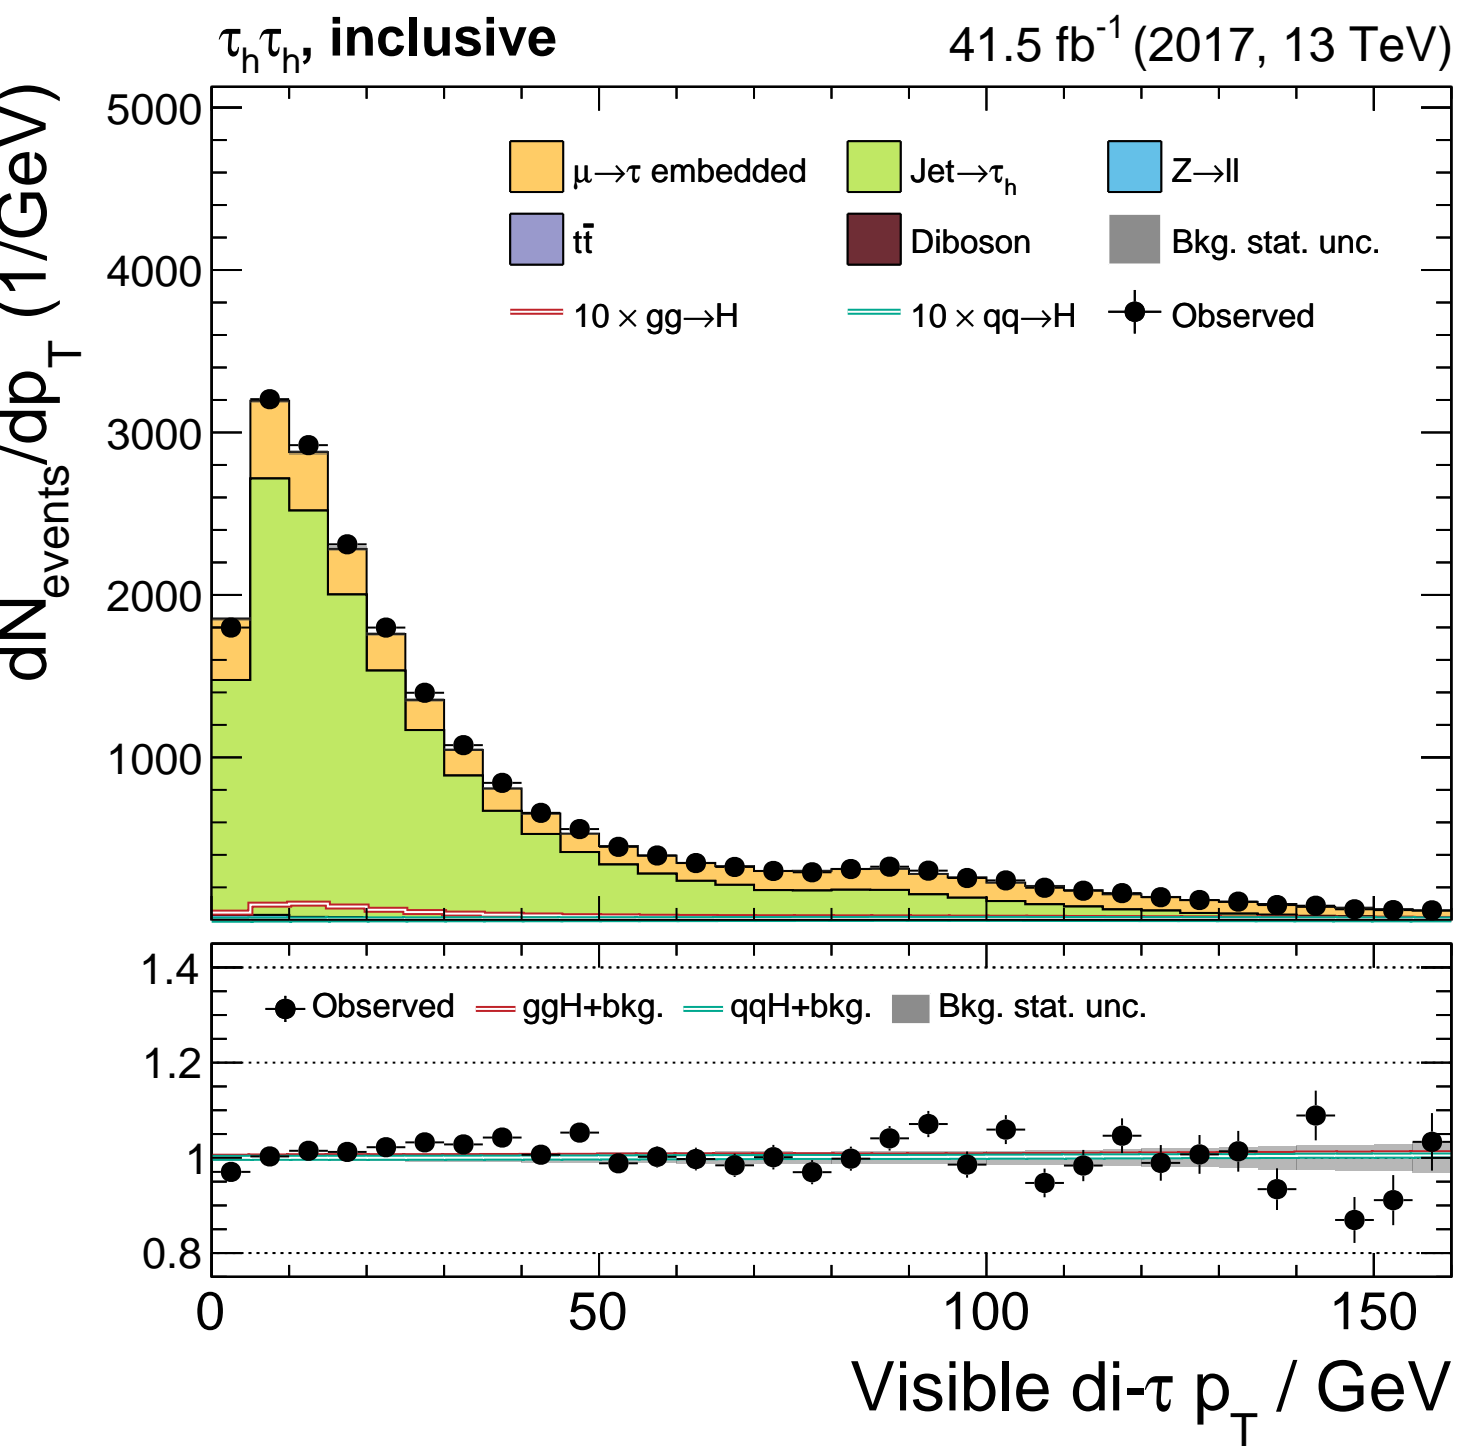 τhτh, inclusive
41.5 fb-1 (2017, 13 TeV)
dNevents/dpT (1/GeV)
5000
4000
3000
2000
1000
μ→τ embedded
Jet→τh
Z→ll
tt̄
Diboson
Bkg. stat. unc.
10 × gg→H
10 × qq→H
Observed
1.4
1.2
1
0.8
Observed
ggH+bkg.
qqH+bkg.
Bkg. stat. unc.
0
50
100
150
Visible di-τ pT / GeV